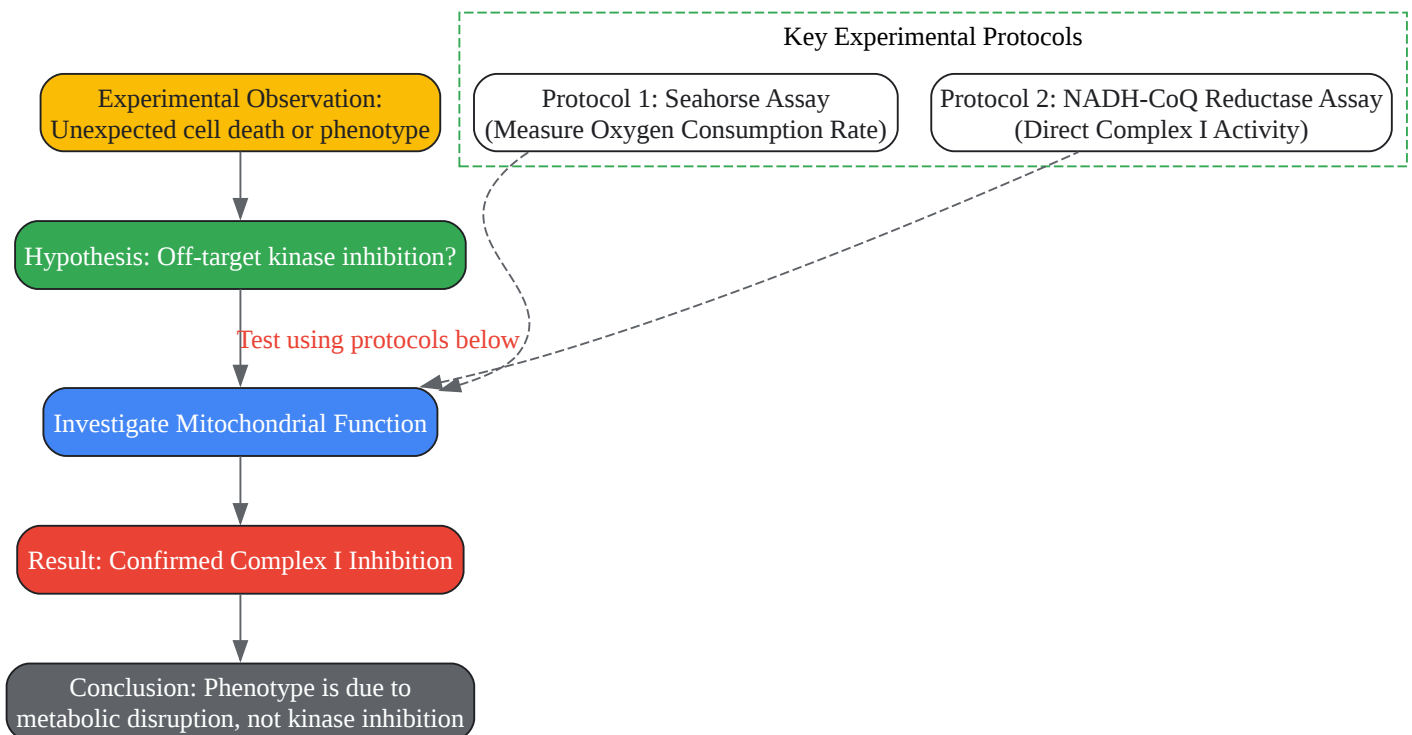 Key Experimental Protocols
Experimental Observation:
Unexpected cell death or phenotype
Protocol 1: Seahorse Assay
(Measure Oxygen Consumption Rate)
Protocol 2: NADH-CoQ Reductase Assay
(Direct Complex I Activity)
Hypothesis: Off-target kinase inhibition?
Test using protocols below
Investigate Mitochondrial Function
Result: Confirmed Complex I Inhibition
Conclusion: Phenotype is due to
metabolic disruption, not kinase inhibition